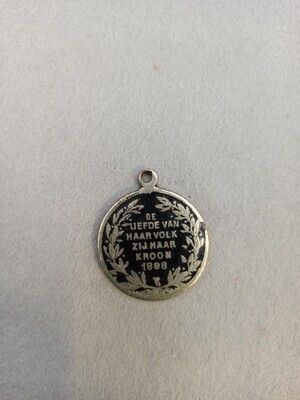 DE
LIEFDE VAN
HAAR VOLK
ZIJ HAAR
KROON
1898